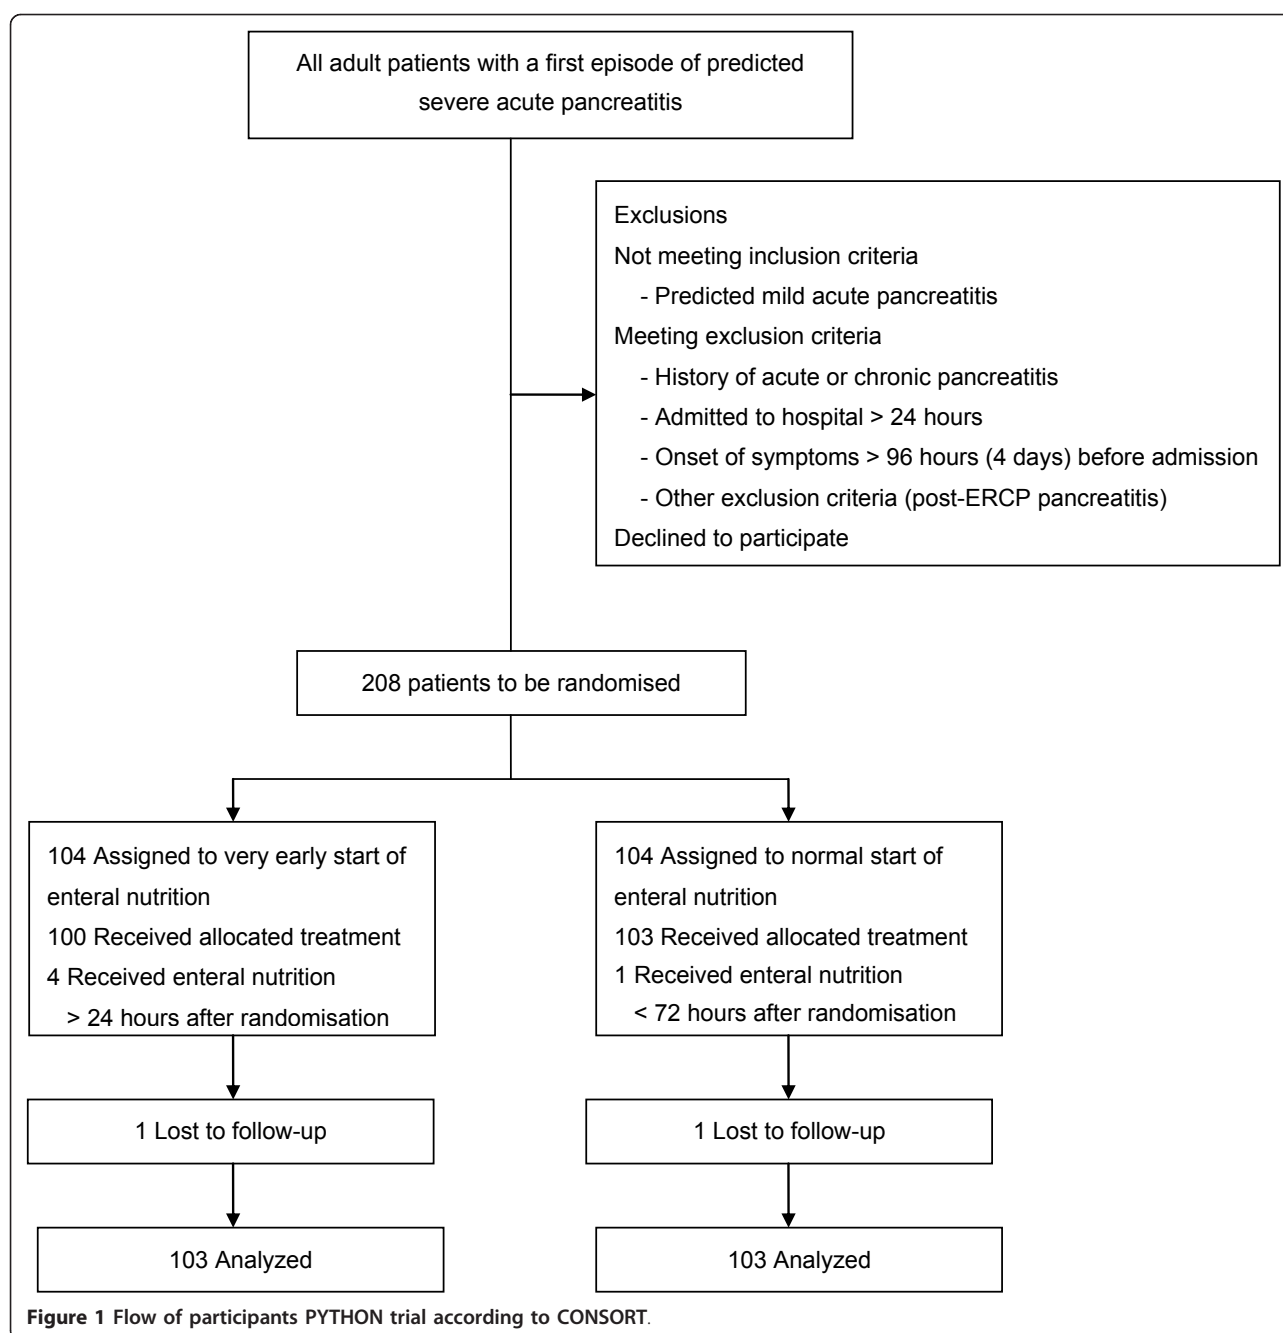 All adult patients with a first episode of predicted
severe acute pancreatitis
Exclusions
Not meeting inclusion criteria
- Predicted mild acute pancreatitis
Meeting exclusion criteria
- History of acute or chronic pancreatitis
- Admitted to hospital > 24 hours
- Onset of symptoms > 96 hours (4 days) before admission
- Other exclusion criteria (post-ERCP pancreatitis)
Declined to participate
208 patients to be randomised
104 Assigned to very early start of
enteral nutrition
100 Received allocated treatment
4 Received enteral nutrition
> 24 hours after randomisation
104 Assigned to normal start of
enteral nutrition
103 Received allocated treatment
1 Received enteral nutrition
< 72 hours after randomisation
1 Lost to follow-up
1 Lost to follow-up
103 Analyzed
103 Analyzed
Figure 1 Flow of participants PYTHON trial according to CONSORT.